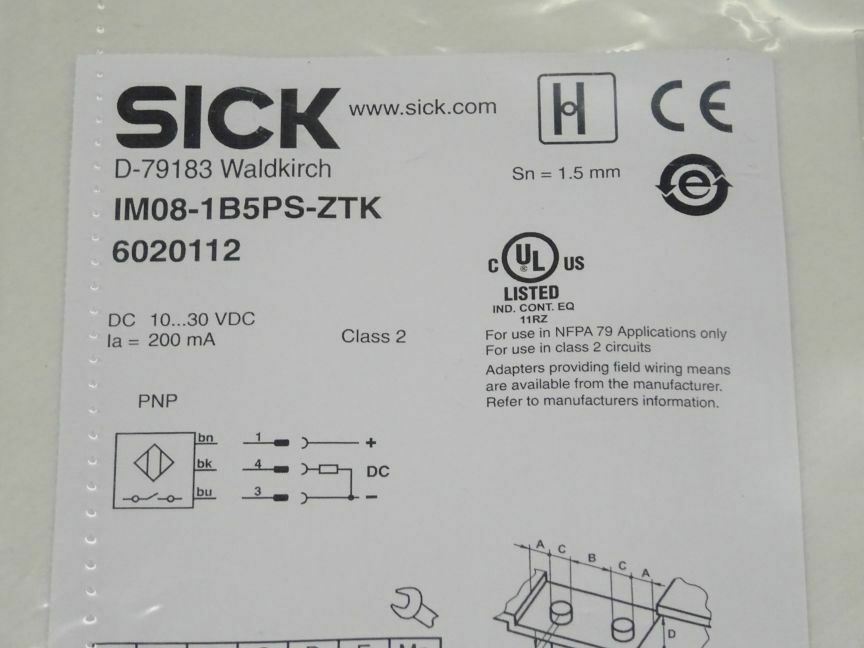 SICK www.sick.com H CE
D-79183 Waldkirch Sn = 1.5 mm
IM08-1B5PS-ZTK e
6020112
C UL ® US
LISTED
IND. CONT. EQ
11RZ
DC 10...30 VDC
Ia = 200 mA Class 2
For use in NFPA 79 Applications only
For use in class 2 circuits
Adapters providing field wiring means
are available from the manufacturer.
Refer to manufacturers information.
PNP
bn 1 +
bk 4 DC
bu 3 −
A C B C A
D